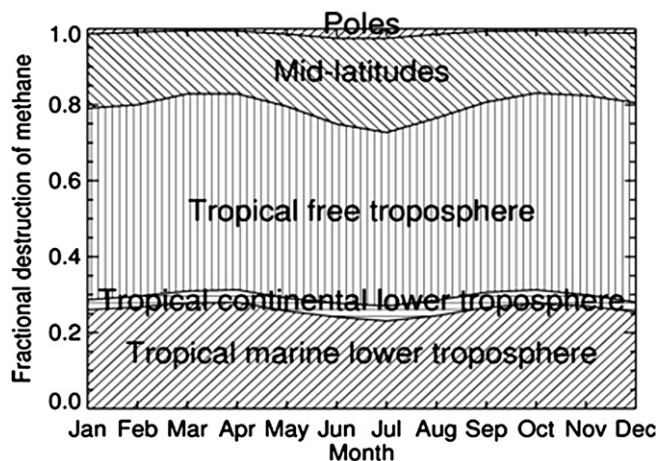 Poles
1.0
Mid-latitudes
0.8
0.6
Tropical free troposphere
0.4
Tropical continental lower troposphere
0.2
Tropical marine lower troposphere
0.0
Jan Feb Mar Apr May Jun Jul Aug Sep Oct Nov Dec
Month
Fractional destruction of methane